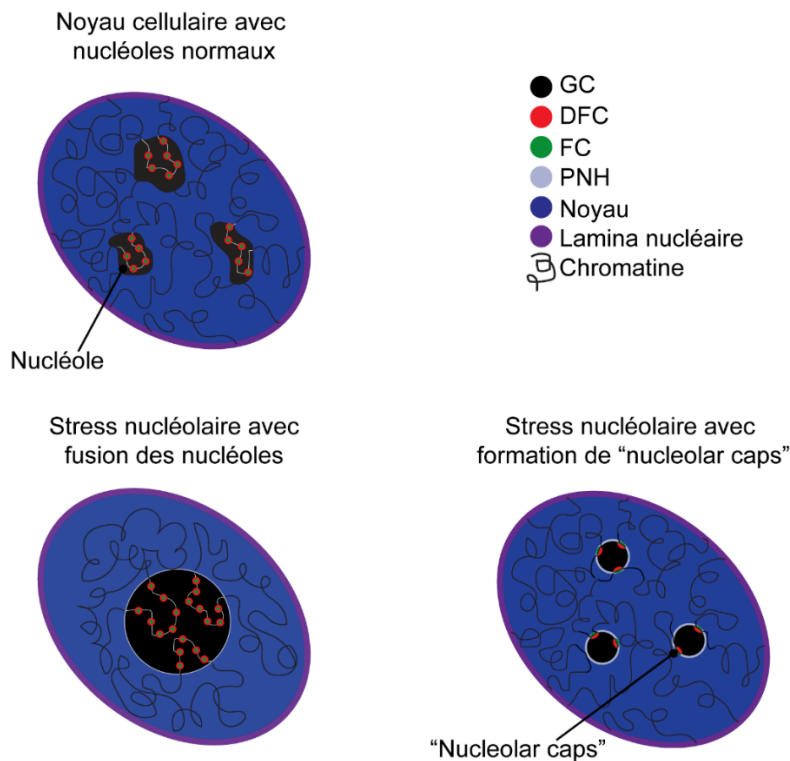 Noyau cellulaire avec
nucléoles normaux
GC
DFC
FC
PNH
Noyau
Lamina nucléaire
Chromatine
Nucléole
Stress nucléolaire avec
fusion des nucléoles
Stress nucléolaire avec
formation de “nucleolar caps”
“Nucleolar caps”